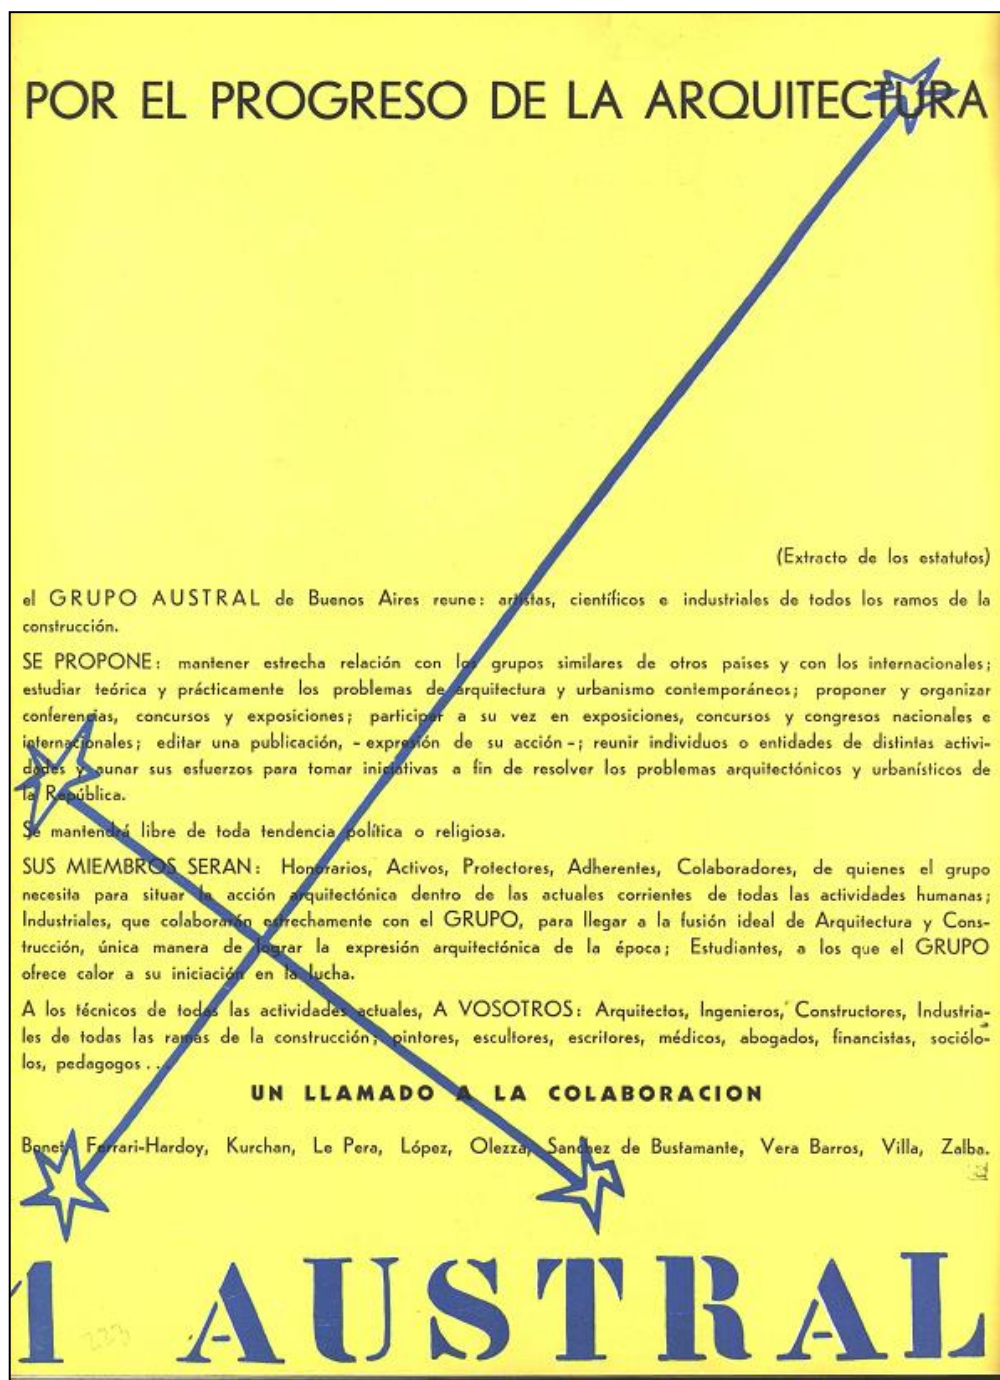 POR EL PROGRESO DE LA ARQUITECTURA
(Extracto de los estatutos)
el GRUPO AUSTRAL de Buenos Aires reune: artistas, científicos e industriales de todos los ramos de la
construcción.
SE PROPONE: mantener estrecha relación con los grupos similares de otros paises y con los internacionales;
estudiar teórica y prácticamente los problemas de arquitectura y urbanismo contemporáneos; proponer y organizar
conferencias, concursos y exposiciones; participar a su vez en exposiciones, concursos y congresos nacionales e
internacionales; editar una publicación, - expresión de su acción -; reunir individuos o entidades de distintas activi-
dades y aunar sus esfuerzos para tomar iniciativas a fin de resolver los problemas arquitectónicos y urbanísticos de
la República.
Se mantendrá libre de toda tendencia política o religiosa.
SUS MIEMBROS SERAN: Honorarios, Activos, Protectores, Adherentes, Colaboradores, de quienes el grupo
necesita para situar la acción arquitectónica dentro de las actuales corrientes de todas las actividades humanas;
Industriales, que colaborarán estrechamente con el GRUPO, para llegar a la fusión ideal de Arquitectura y Cons-
trucción, única manera de lograr la expresión arquitectónica de la época; Estudiantes, a los que el GRUPO
ofrece calor a su iniciación en la lucha.
A los técnicos de todas las actividades actuales, A VOSOTROS: Arquitectos, Ingenieros, Constructores, Industria-
les de todas las ramas de la construcción; pintores, escultores, escritores, médicos, abogados, financistas, sociólo-
los, pedagogos . . .
UN LLAMADO A LA COLABORACION
Bonet, Ferrari-Hardoy, Kurchan, Le Pera, López, Olezza, Sanchez de Bustamante, Vera Barros, Villa, Zalba.
1 AUSTRAL
223